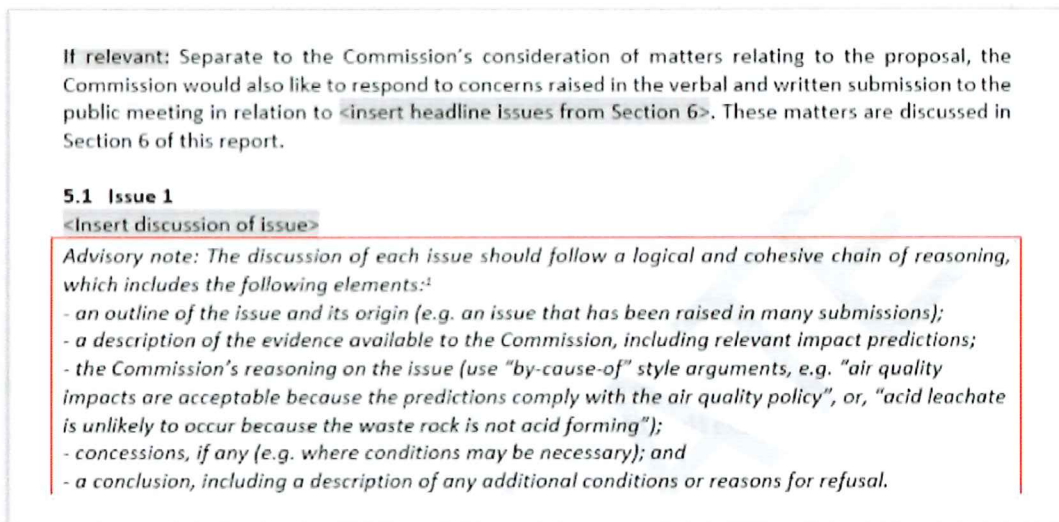 If relevant: Separate to the Commission's consideration of matters relating to the proposal, the
Commission would also like to respond to concerns raised in the verbal and written submission to the
public meeting in relation to <insert headline issues from Section 6>. These matters are discussed in
Section 6 of this report.
5.1 Issue 1
<Insert discussion of issue>
Advisory note: The discussion of each issue should follow a logical and cohesive chain of reasoning,
which includes the following elements:¹
- an outline of the issue and its origin (e.g. an issue that has been raised in many submissions);
- a description of the evidence available to the Commission, including relevant impact predictions;
- the Commission's reasoning on the issue (use "by-cause-of" style arguments, e.g. "air quality
impacts are acceptable because the predictions comply with the air quality policy", or, "acid leachate
is unlikely to occur because the waste rock is not acid forming");
- concessions, if any (e.g. where conditions may be necessary); and
- a conclusion, including a description of any additional conditions or reasons for refusal.